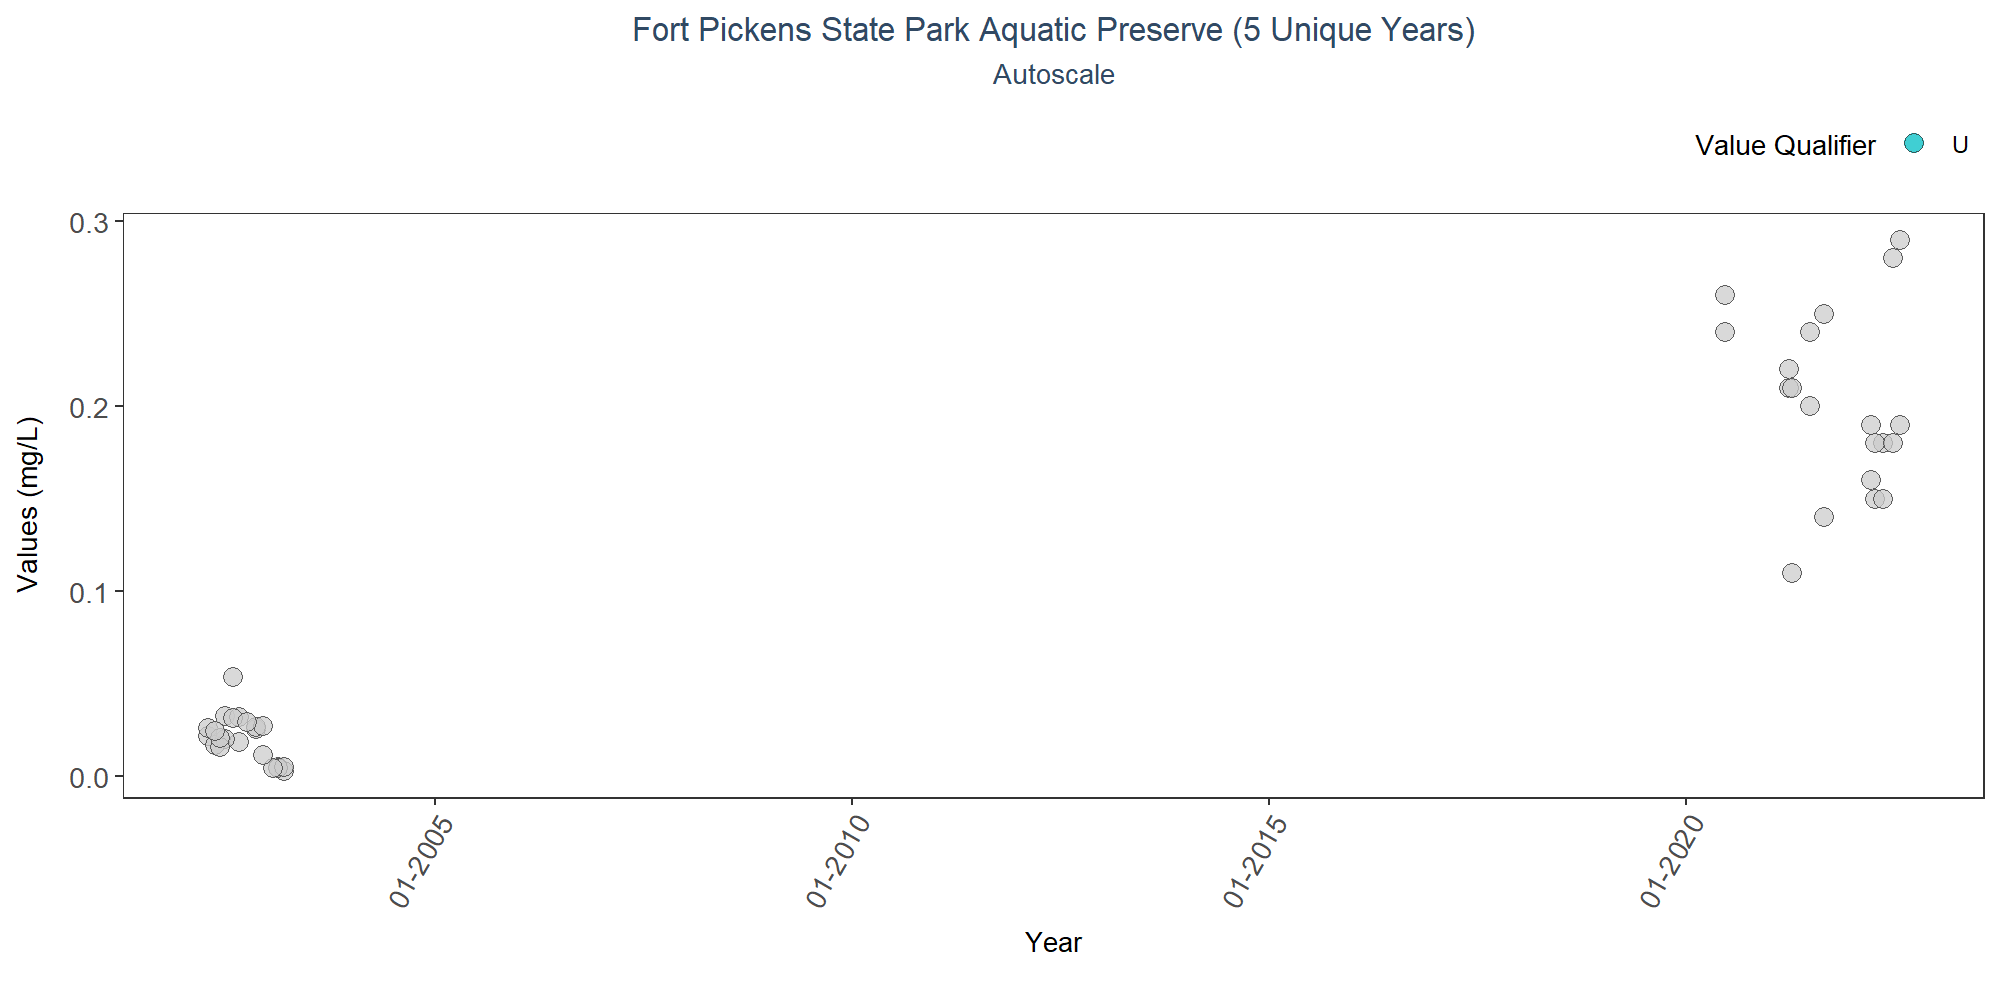 Fort Pickens State Park Aquatic Preserve (5 Unique Years)
Autoscale
Value Qualifier U
0.3
0.2
0.1
0.0
Values (mg/L)
01-2005
01-2010
01-2015
01-2020
Year